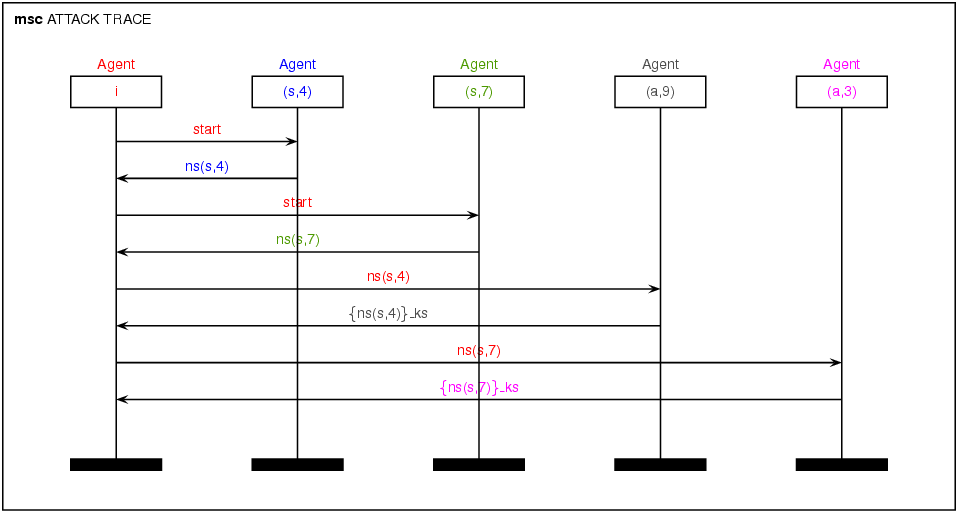 msc ATTACK TRACE
Agent Agent Agent Agent Agent
i (s,4) (s,7) (a,9) (a,3)
start
ns(s,4)
start
ns(s,7)
ns(s,4)
{ns(s,4)}_ks
ns(s,7)
{ns(s,7)}_ks